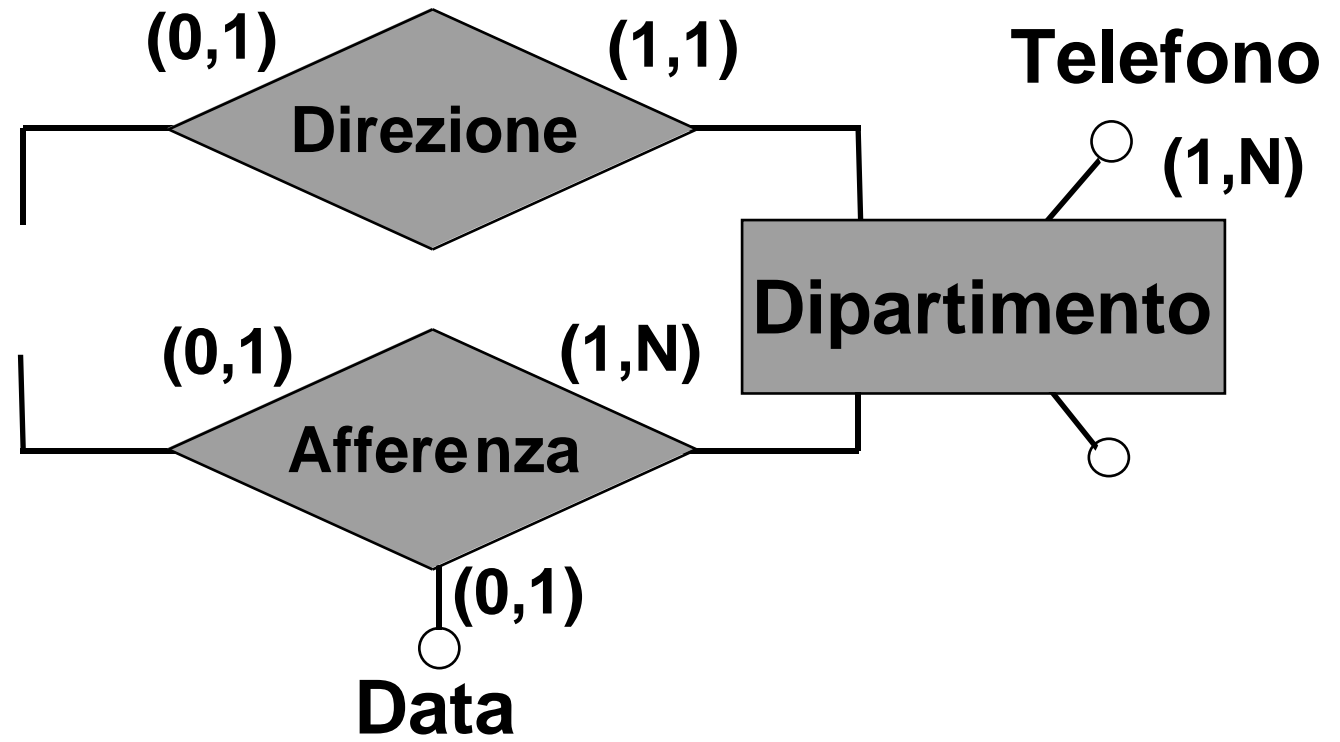 (0,1)
(1,1)
Telefono
Direzione
(1,N)
Dipartimento
(0,1)
(1,N)
Afferenza
(0,1)
Data